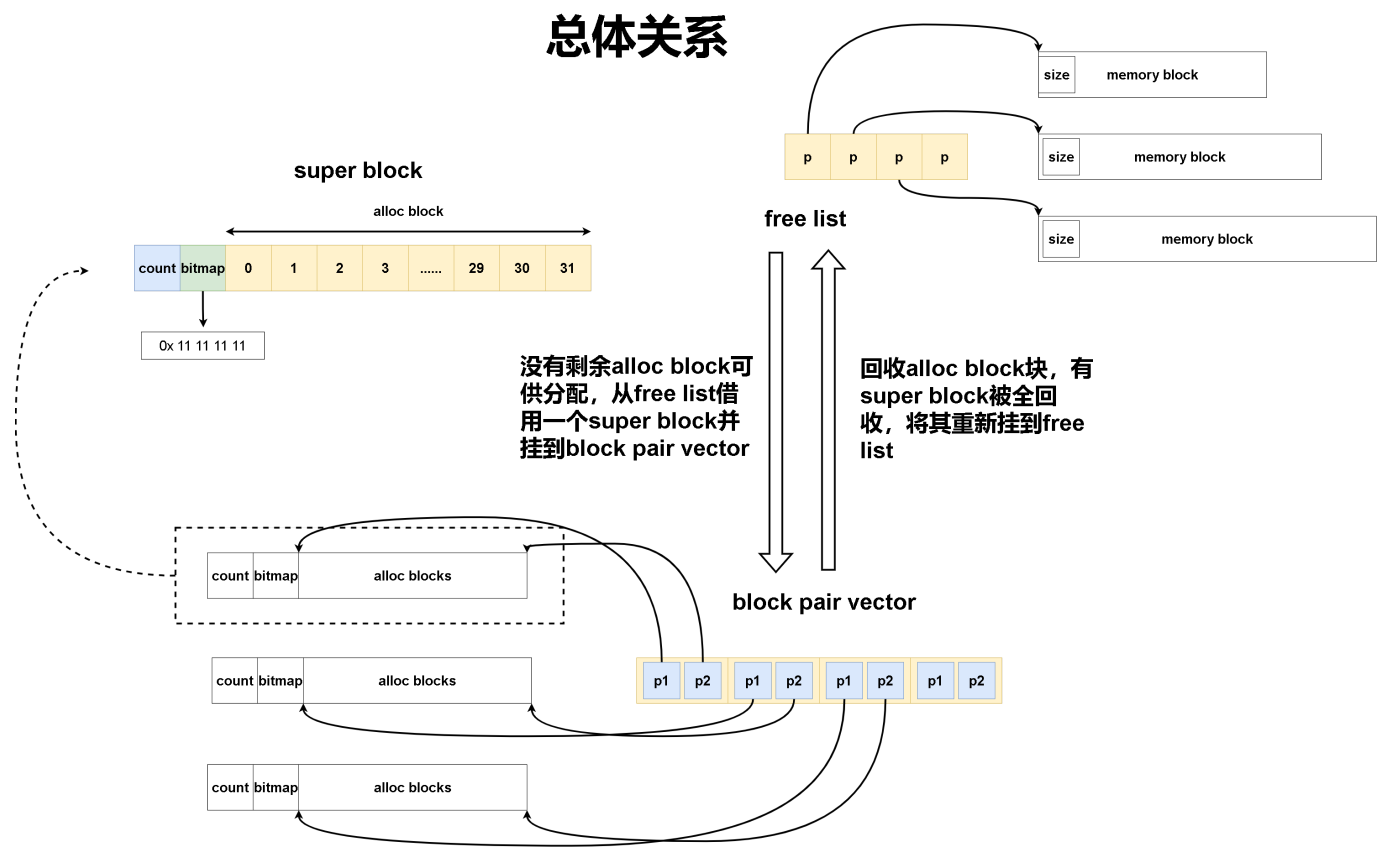 总体关系
size
memory block
p
p
p
p
size
memory block
size
memory block
free list
super block
alloc block
count
bitmap
0
1
2
3
......
29
30
31
0x 11 11 11 11
没有剩余alloc block可
供分配，从free list借
用一个super block并
挂到block pair vector
回收alloc block块，有
super block被全回
收，将其重新挂到free
list
count
bitmap
alloc blocks
block pair vector
count
bitmap
alloc blocks
p1
p2
p1
p2
p1
p2
p1
p2
count
bitmap
alloc blocks